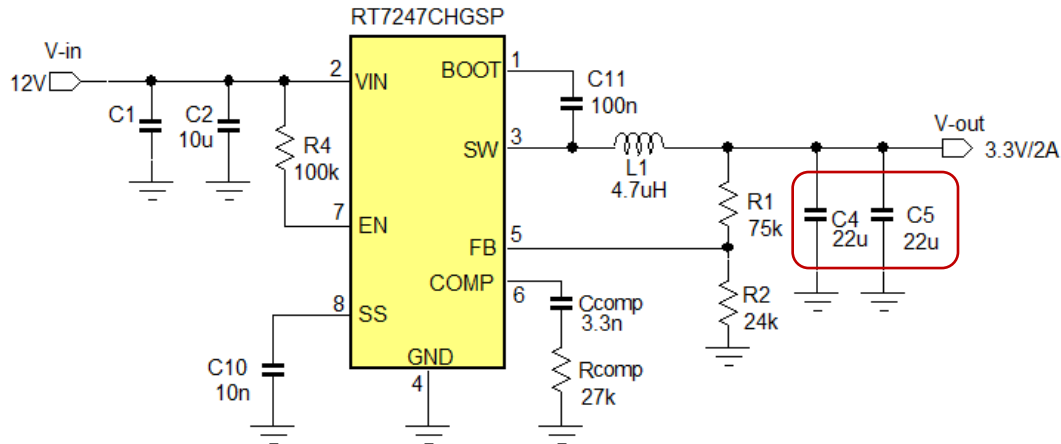 RT7247CHGSP
V-in
12V
C1
C2
10u
R4
100k
2
VIN
BOOT
1
C11
100n
SW
3
L1
4.7uH
V-out
3.3V/2A
R1
75k
C4
22u
C5
22u
7
EN
FB
5
COMP
6
Ccomp
3.3n
R2
24k
8
SS
C10
10n
GND
4
Rcomp
27k